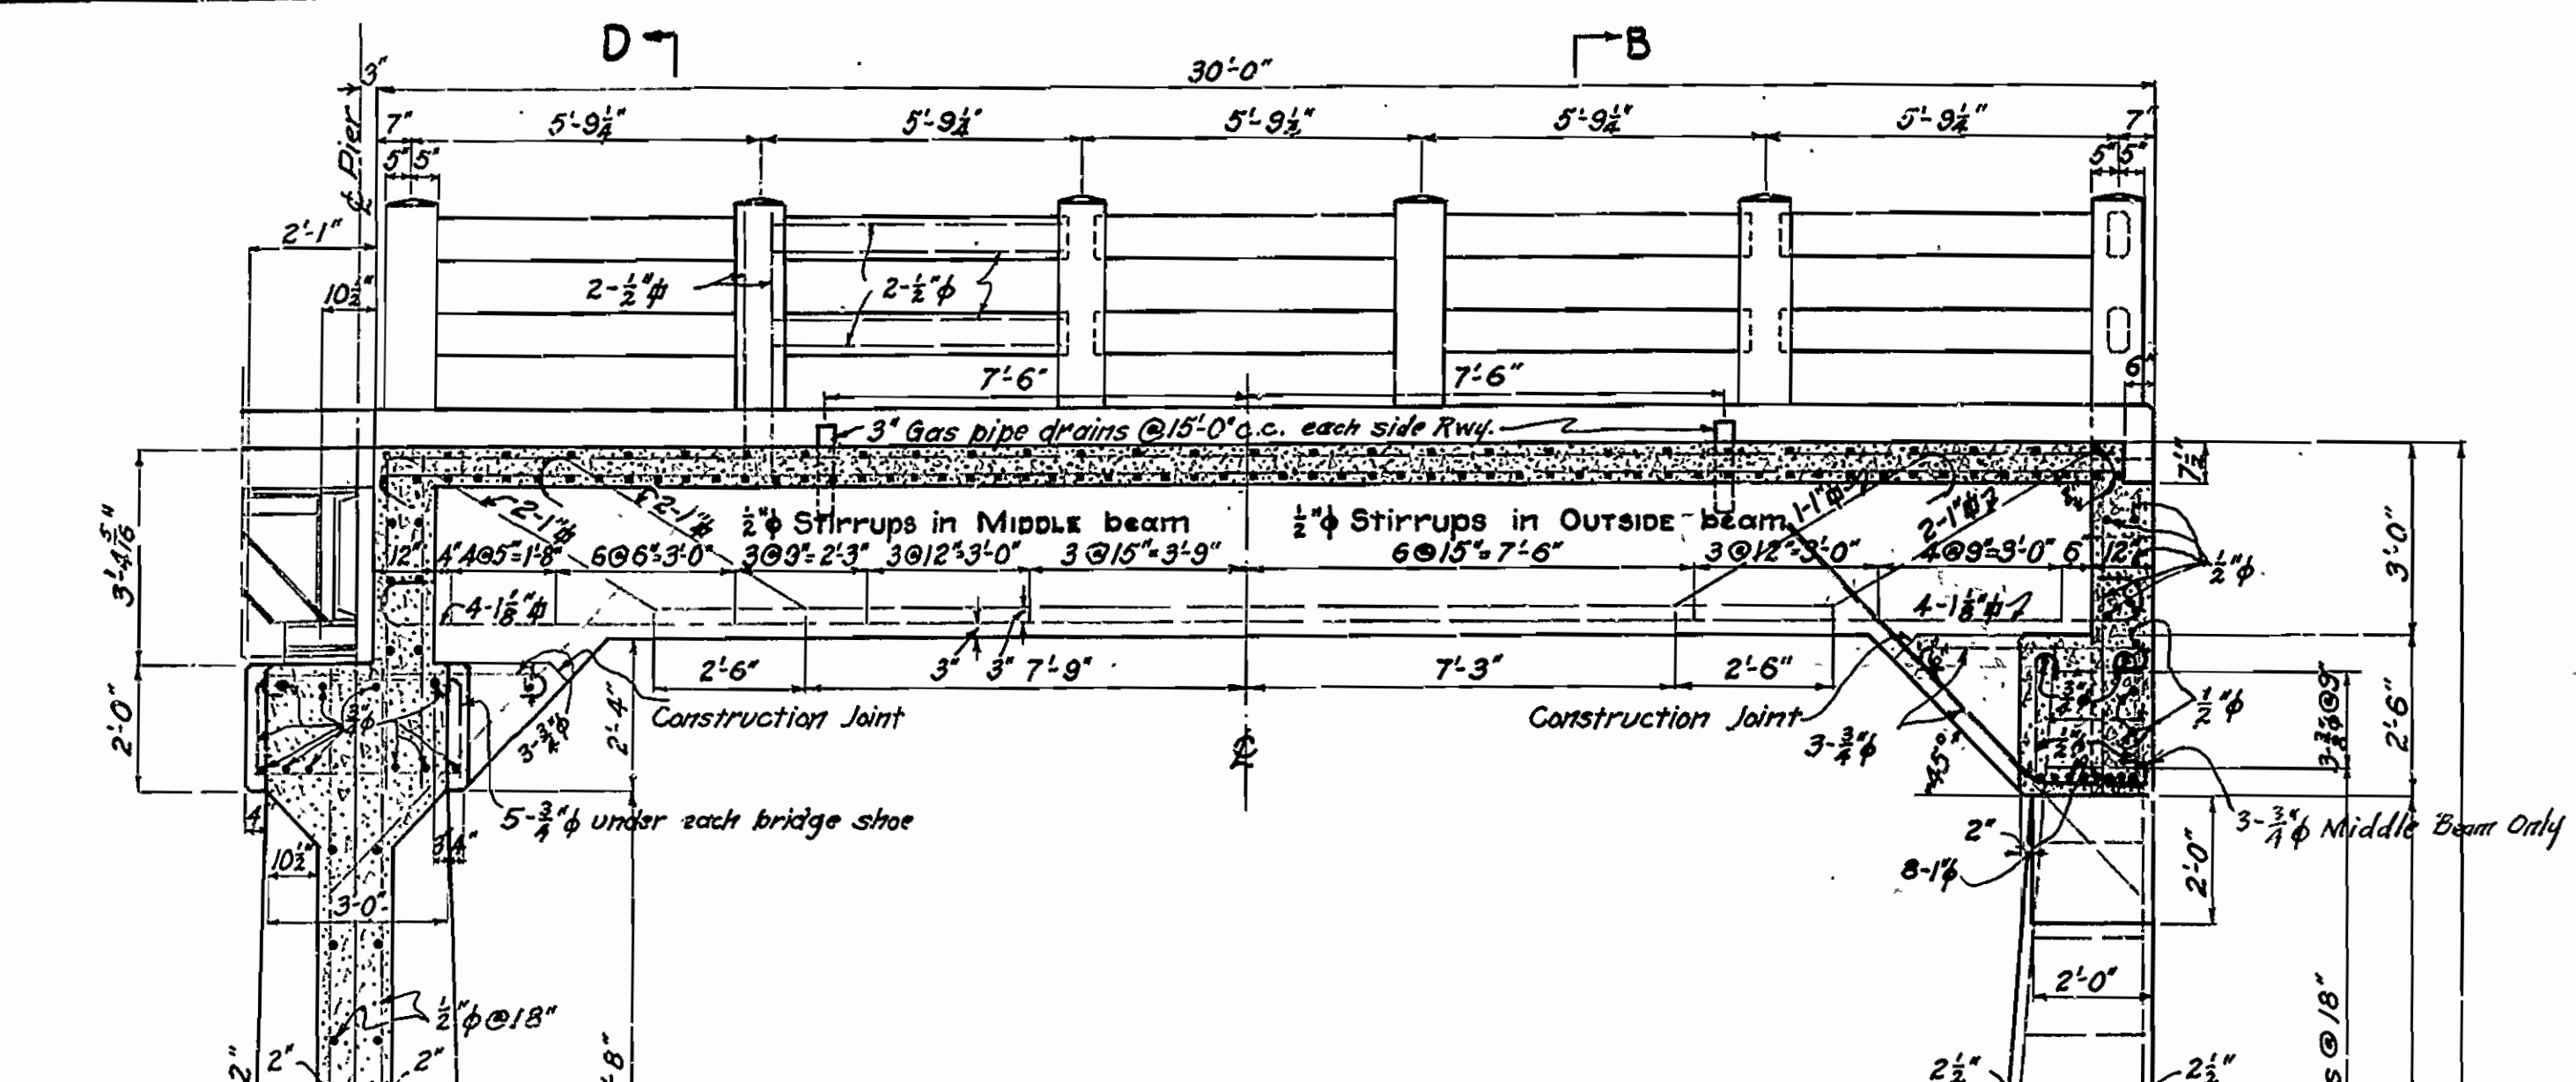 D B
30'-0"
3"
7" 5'-9¼" 5'-9¼" 5'-9½" 5'-9¼" 5'-9¼" 7"
℄ Pier
5" 5" 5" 5"
2'-1"
10½"
2-½"φ 2-½"φ
6"
7'-6" 7'-6"
3" Gas pipe drains @15'-0" c.c. each side Rwy.
7½"
2-1"φ 2-1"φ 1-1"φ 2-1"φ
½"φ Stirrups in MIDDLE beam ½"φ Stirrups in OUTSIDE beam
12" 4" 4@5"=1'-8" 6@6"=3'-0" 3@9"=2'-3" 3@12"=3'-0" 3@15"=3'-9" 6@15"=7'-6" 3@12"=3'-0" 4@9"=3'-0" 6" 12"
3'-4 5/16"
3'-0"
½"φ
4-1⅛"φ 4-1⅛"φ
2'-6" 3" 3" 7'-9" 7'-3" 2'-6"
Construction Joint Construction Joint
2'-0" ¾"φ 3-¾"φ 2'-4" ℄ 3-¾"φ 45° ¾"φ ½"φ ½"φ 2'-6"
5-¾"φ under each bridge shoe
3-¾"φ Middle Beam Only
4" 3" 4"
2"
8-1"φ
2'-0"
10½"
3'-0"
2'-0"
½"φ@18"
@ 18"
2" 2" 2" 2½" 2½"